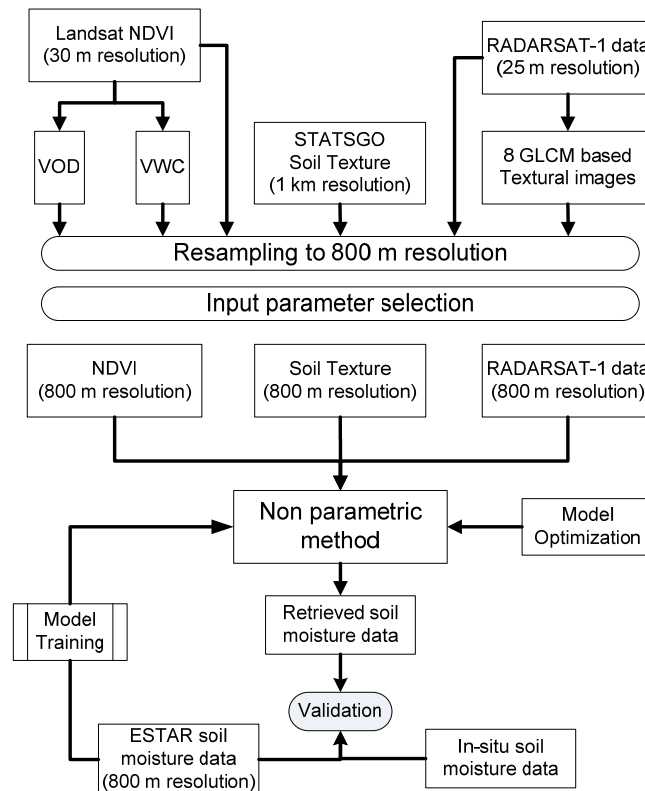 Landsat NDVI
(30 m resolution)
RADARSAT-1 data
(25 m resolution)
VOD
VWC
STATSGO
Soil Texture
(1 km resolution)
8 GLCM based
Textural images
Resampling to 800 m resolution
Input parameter selection
NDVI
(800 m resolution)
Soil Texture
(800 m resolution)
RADARSAT-1 data
(800 m resolution)
Non parametric
method
Model
Optimization
Model
Training
Retrieved soil
moisture data
Validation
ESTAR soil
moisture data
(800 m resolution)
In-situ soil
moisture data